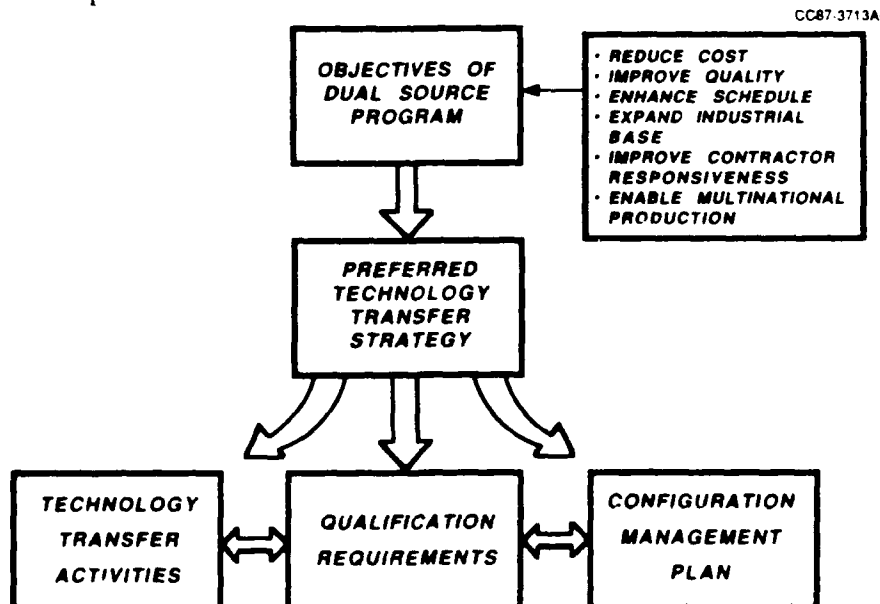 CC87-3713A
OBJECTIVES OF
DUAL SOURCE
PROGRAM
· REDUCE COST
· IMPROVE QUALITY
· ENHANCE SCHEDULE
· EXPAND INDUSTRIAL
BASE
· IMPROVE CONTRACTOR
RESPONSIVENESS
· ENABLE MULTINATIONAL
PRODUCTION
PREFERRED
TECHNOLOGY
TRANSFER
STRATEGY
TECHNOLOGY
TRANSFER
ACTIVITIES
QUALIFICATION
REQUIREMENTS
CONFIGURATION
MANAGEMENT
PLAN